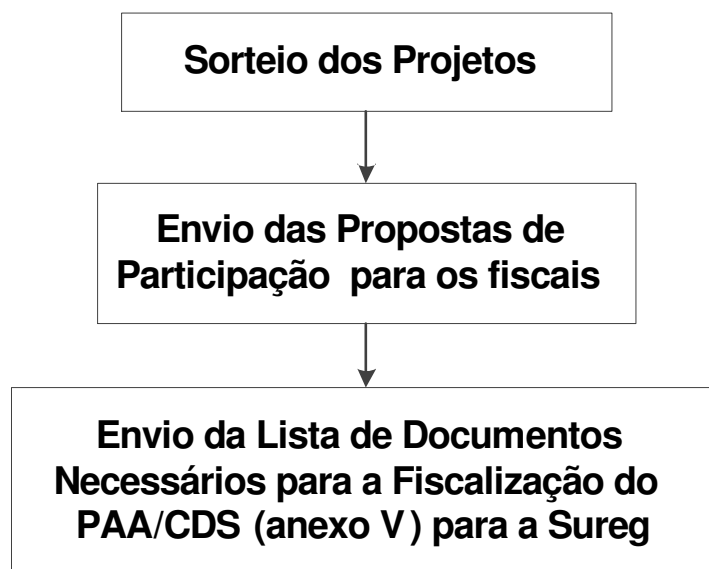 Sorteio dos Projetos
Envio das Propostas de
Participação para os fiscais
Envio da Lista de Documentos
Necessários para a Fiscalização do
PAA/CDS (anexo V) para a Sureg